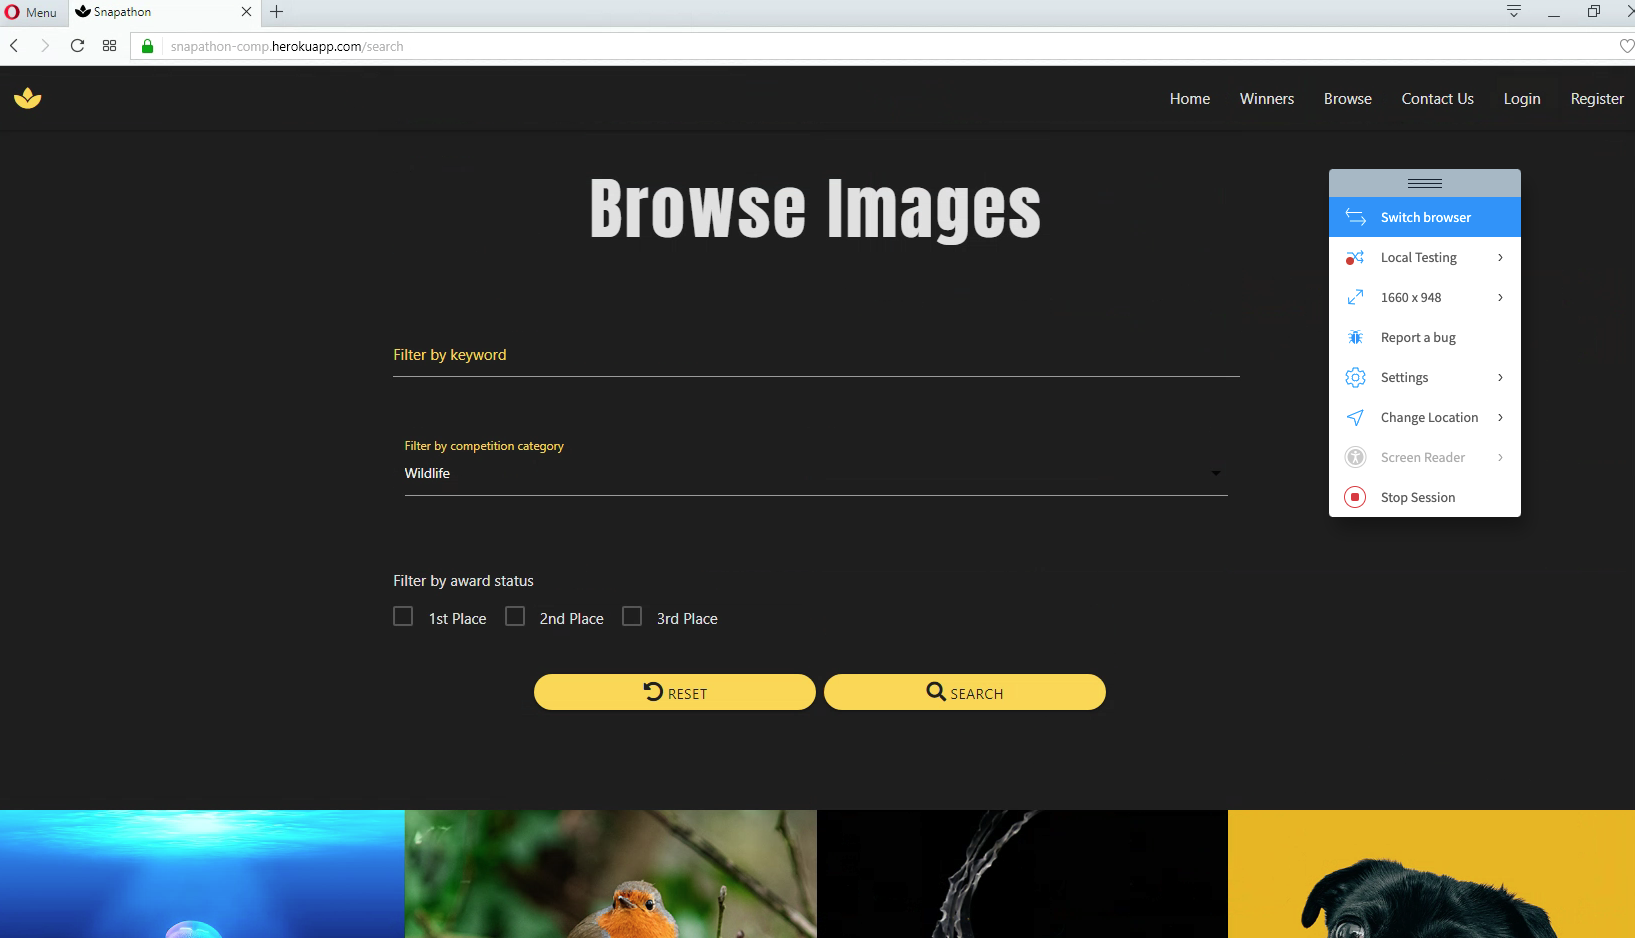 Menu
Snapathon
snapathon-comp.herokuapp.com/search
Home Winners Browse Contact Us Login Register
Browse Images
Switch browser
Local Testing
1660 x 948
Report a bug
Settings
Change Location
Screen Reader
Stop Session
Filter by keyword
Filter by competition category
Wildlife
Filter by award status
1st Place 2nd Place 3rd Place
RESET SEARCH